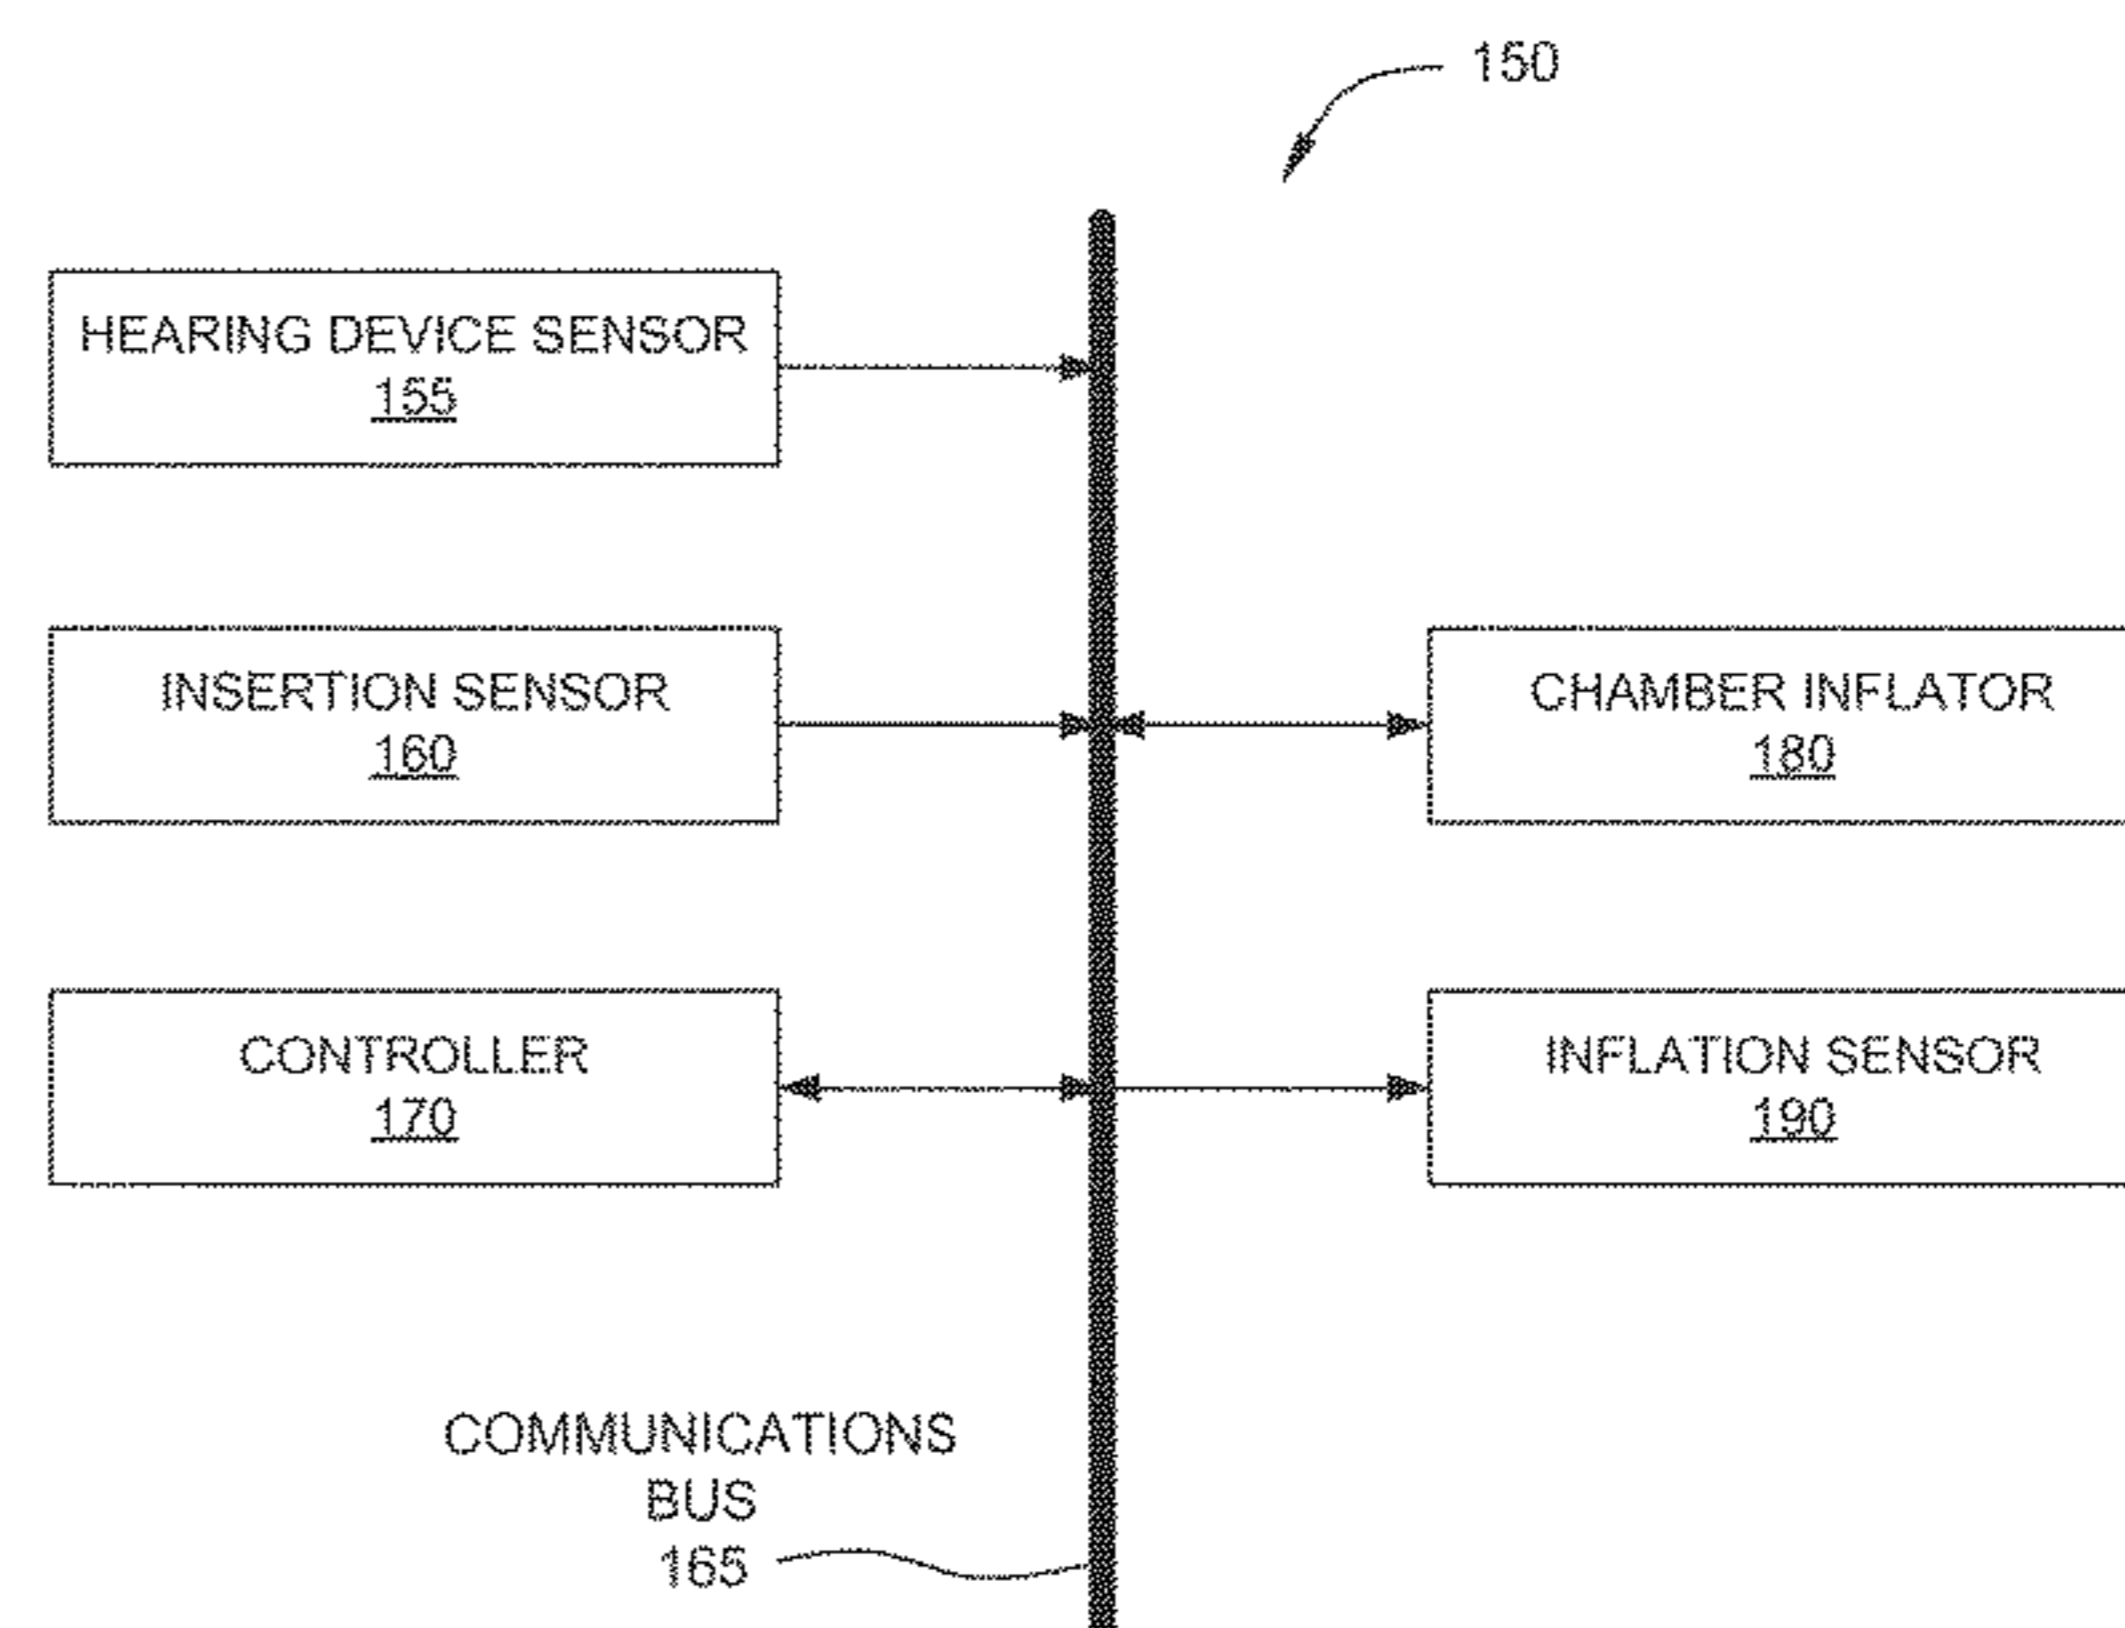 150
HEARING DEVICE SENSOR
155
INSERTION SENSOR
160
CHAMBER INFLATOR
180
CONTROLLER
170
INFLATION SENSOR
190
COMMUNICATIONS
BUS
165